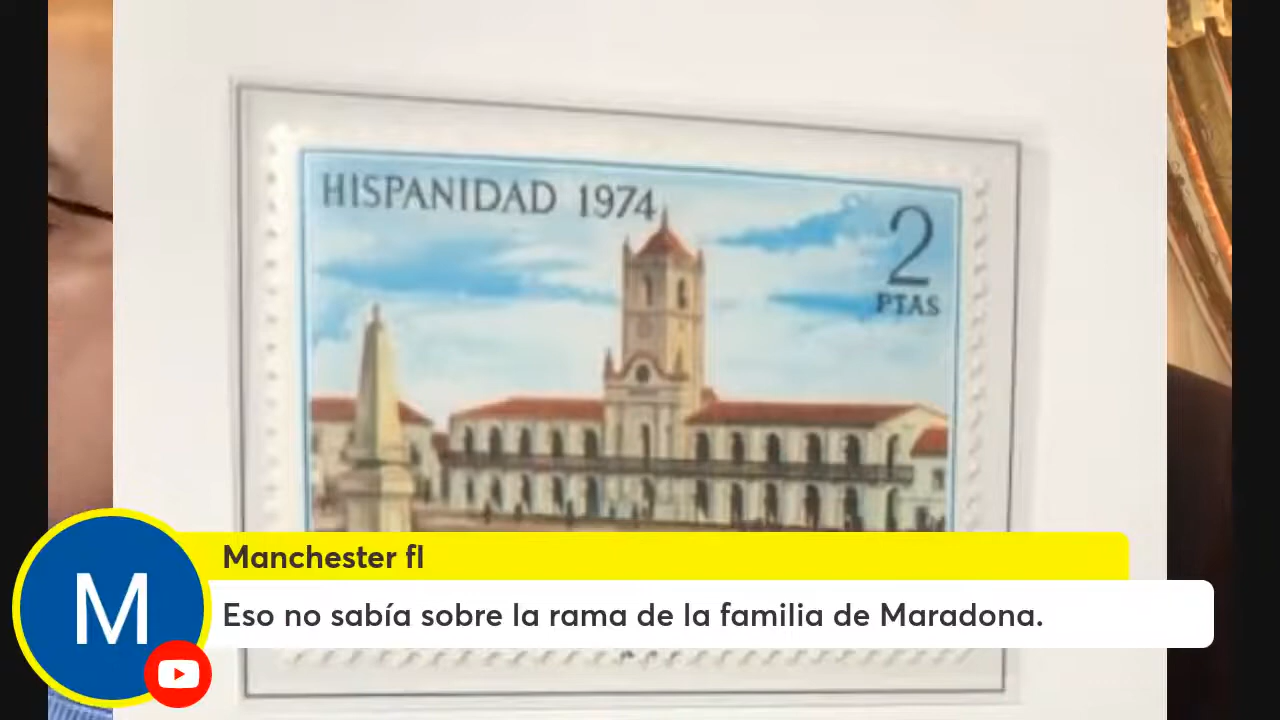 HISPANIDAD 1974
2
PTAS
M
Manchester fl
Eso no sabía sobre la rama de la familia de Maradona.